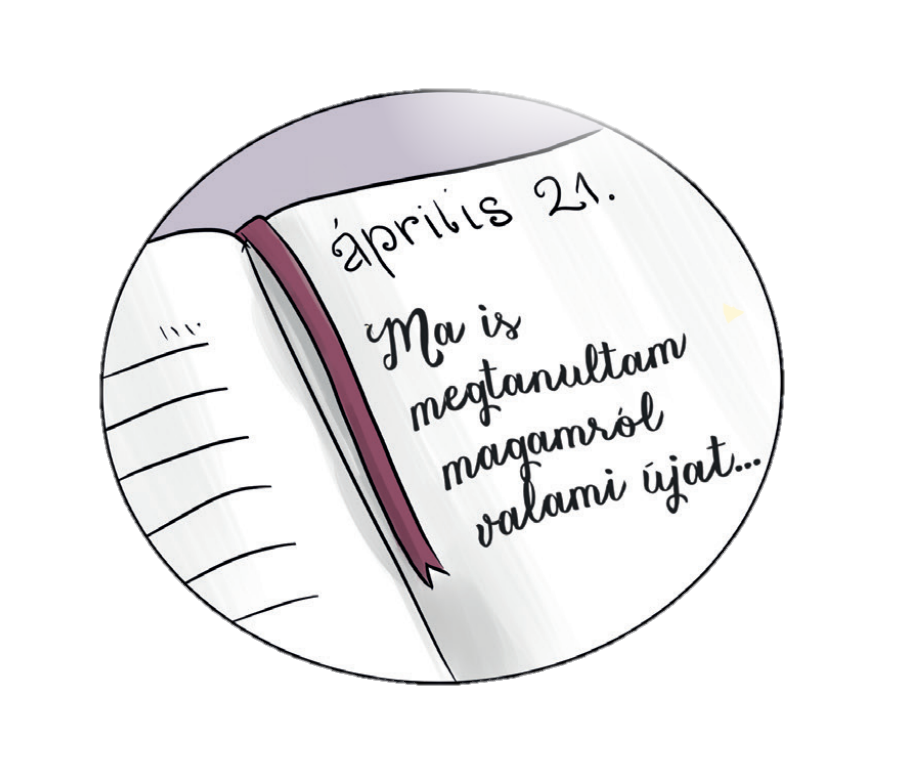 április 21.
Ma is
megtanultam
magamról
valami újat...